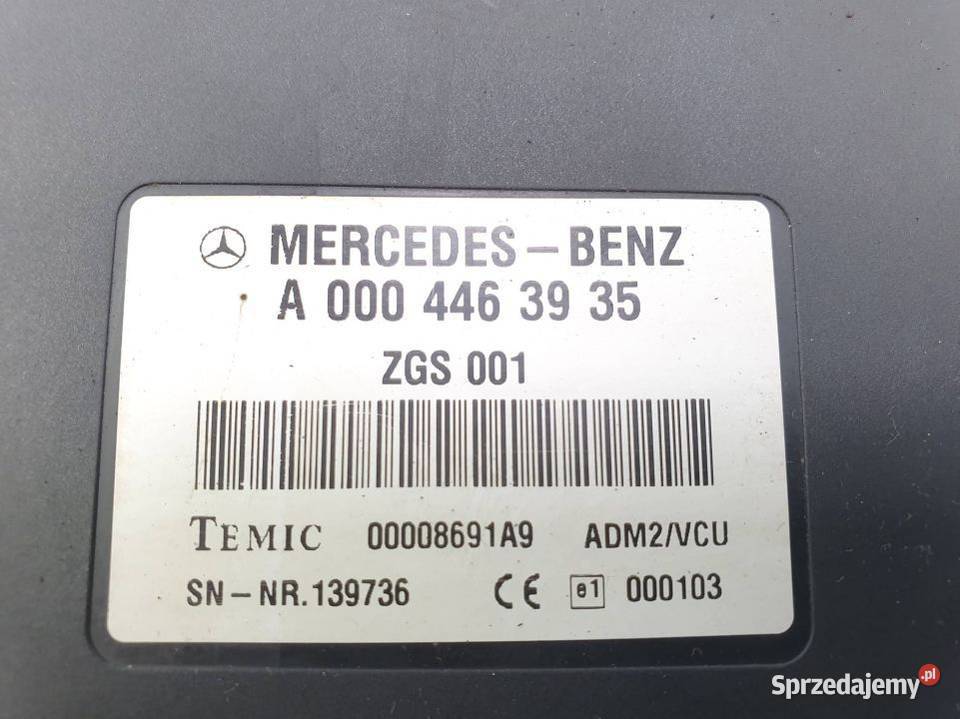 MERCEDES-BENZ
A 000 446 39 35
ZGS 001
TEMIC 00008691A9 ADM2/VCU
SN-NR.139736 CE e1 000103
Sprzedajemy.pl